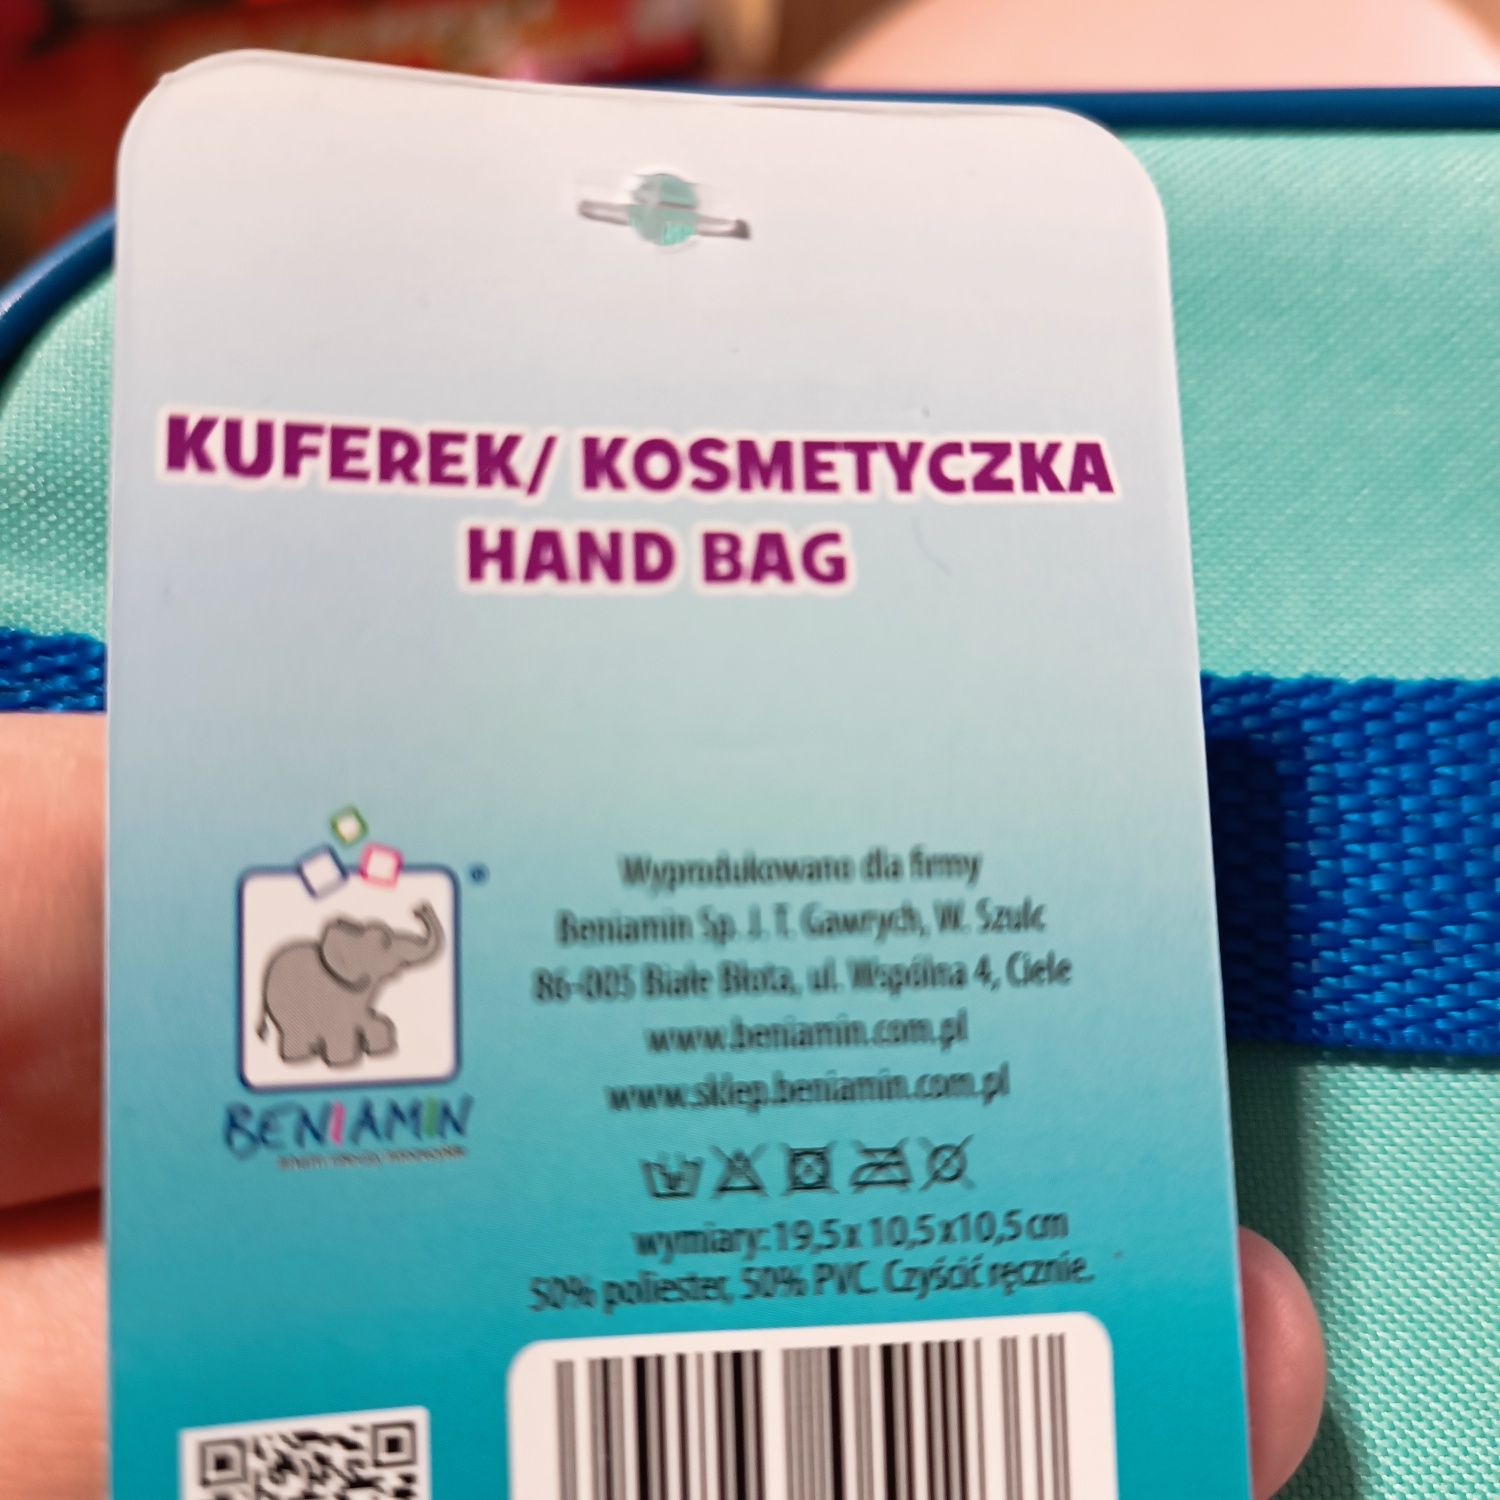 KUFEREK/ KOSMETYCZKA
HAND BAG
Wyprodukowano dla firmy
Beniamin Sp. J. T. Gawrych, W. Szulc
86-005 Białe Błota, ul. Wspólna 4, Ciele
www.beniamin.com.pl
www.sklep.beniamin.com.pl
BENIAMIN
wymiary: 19,5 x 10,5 x10,5 cm
50% poliester, 50% PVC. Czyścić ręcznie.